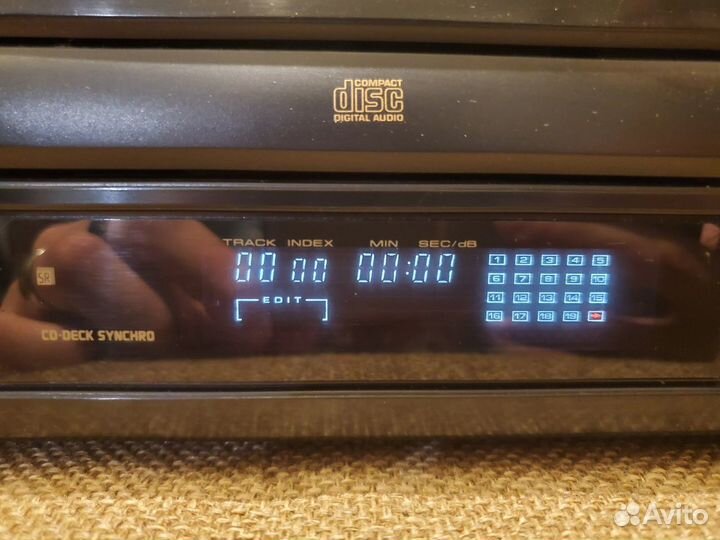 COMPACT
disc
DIGITAL AUDIO
TRACK INDEX MIN SEC/dB
00 00 00:00
EDIT
1 2 3 4 5
6 7 8 9 10
11 12 13 14 15
16 17 18 19
SR
CD-DECK SYNCHRO
Avito